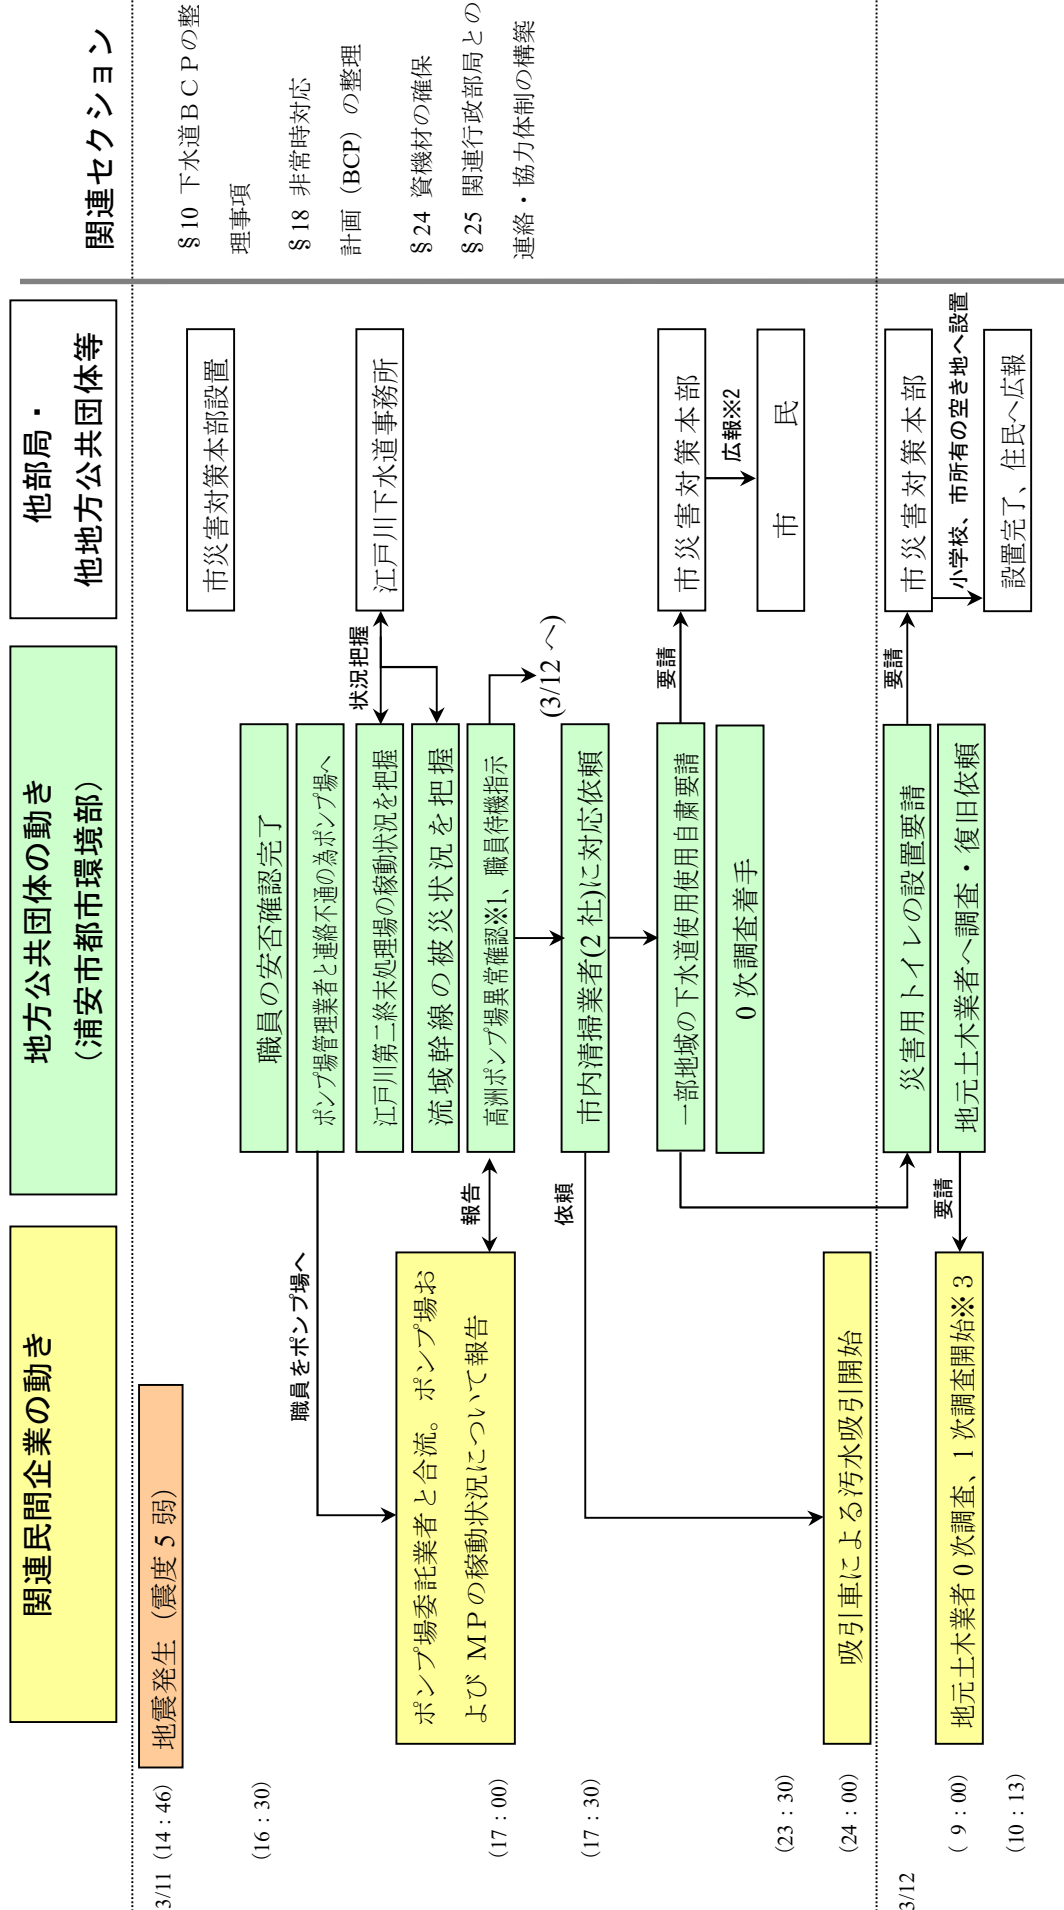 関連民間企業の動き
地方公共団体の動き
（浦安市都市環境部）
他部局・
他地方公共団体等
関連セクション
3/11
（14：46）
地震発生（震度 5 弱）
市災害対策本部設置
§10 下水道ＢＣＰの整
理事項
§18 非常時対応
計画（BCP）の整理
§24 資機材の確保
§25 関連行政部局との
連絡・協力体制の構築
（16：30）
職員の安否確認完了
ポンプ場管理業者と連絡不通の為ポンプ場へ
職員をポンプ場へ
江戸川第二終末処理場の稼動状況を把握
状況把握
江戸川下水道事務所
流域幹線の被災状況を把握
ポンプ場委託業者と合流。ポンプ場お
よび ＭＰの稼動状況について報告
（17：00）
報告
高洲ポンプ場異常確認※1、職員待機指示
(3/12 へ)
（17：30）
依頼
市内清掃業者(2 社)に対応依頼
一部地域の下水道使用使用自粛要請
要請
市災害対策本部
広報※2
0 次調査着手
市民
（23：30）
（24：00）
吸引車による汚水吸引開始
3/12
災害用トイレの設置要請
要請
市災害対策本部
小学校、市所有の空き地へ設置
（ 9：00）
地元土木業者 0 次調査、1 次調査開始※３
要請
地元土木業者へ調査・復旧依頼
（10：13）
設置完了、住民へ広報